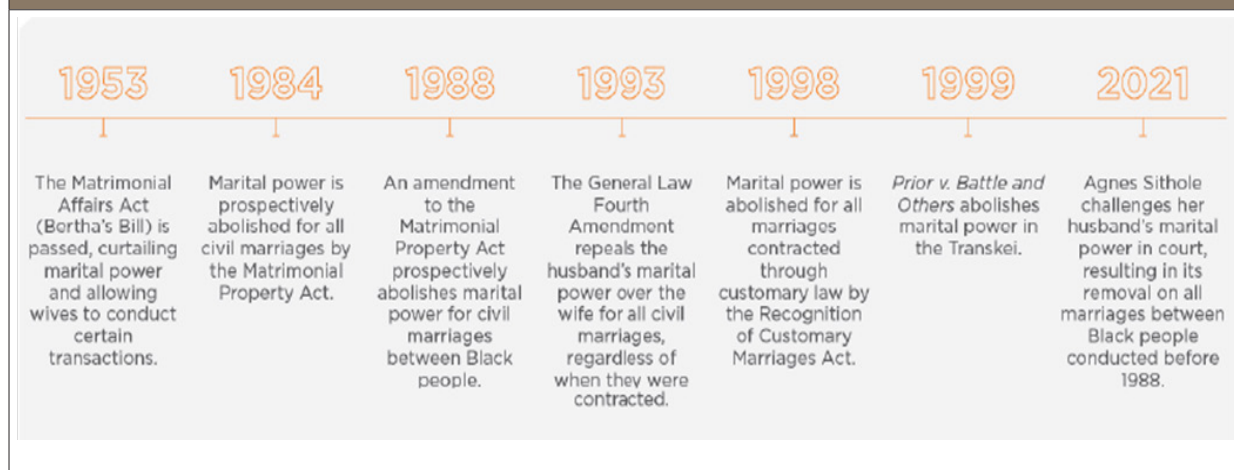 1953
The Matrimonial
Affairs Act
(Bertha's Bill) is
passed, curtailing
marital power
and allowing
wives to conduct
certain
transactions.
1984
Marital power is
prospectively
abolished for all
civil marriages by
the Matrimonial
Property Act.
1988
An amendment
to the
Matrimonial
Property Act
prospectively
abolishes marital
power for civil
marriages
between Black
people.
1993
The General Law
Fourth
Amendment
repeals the
husband's marital
power over the
wife for all civil
marriages,
regardless of
when they were
contracted.
1998
Marital power is
abolished for all
marriages
contracted
through
customary law by
the Recognition
of Customary
Marriages Act.
1999
Prior v. Battle and
Others abolishes
marital power in
the Transkei.
2021
Agnes Sithole
challenges her
husband's marital
power in court,
resulting in its
removal on all
marriages between
Black people
conducted before
1988.